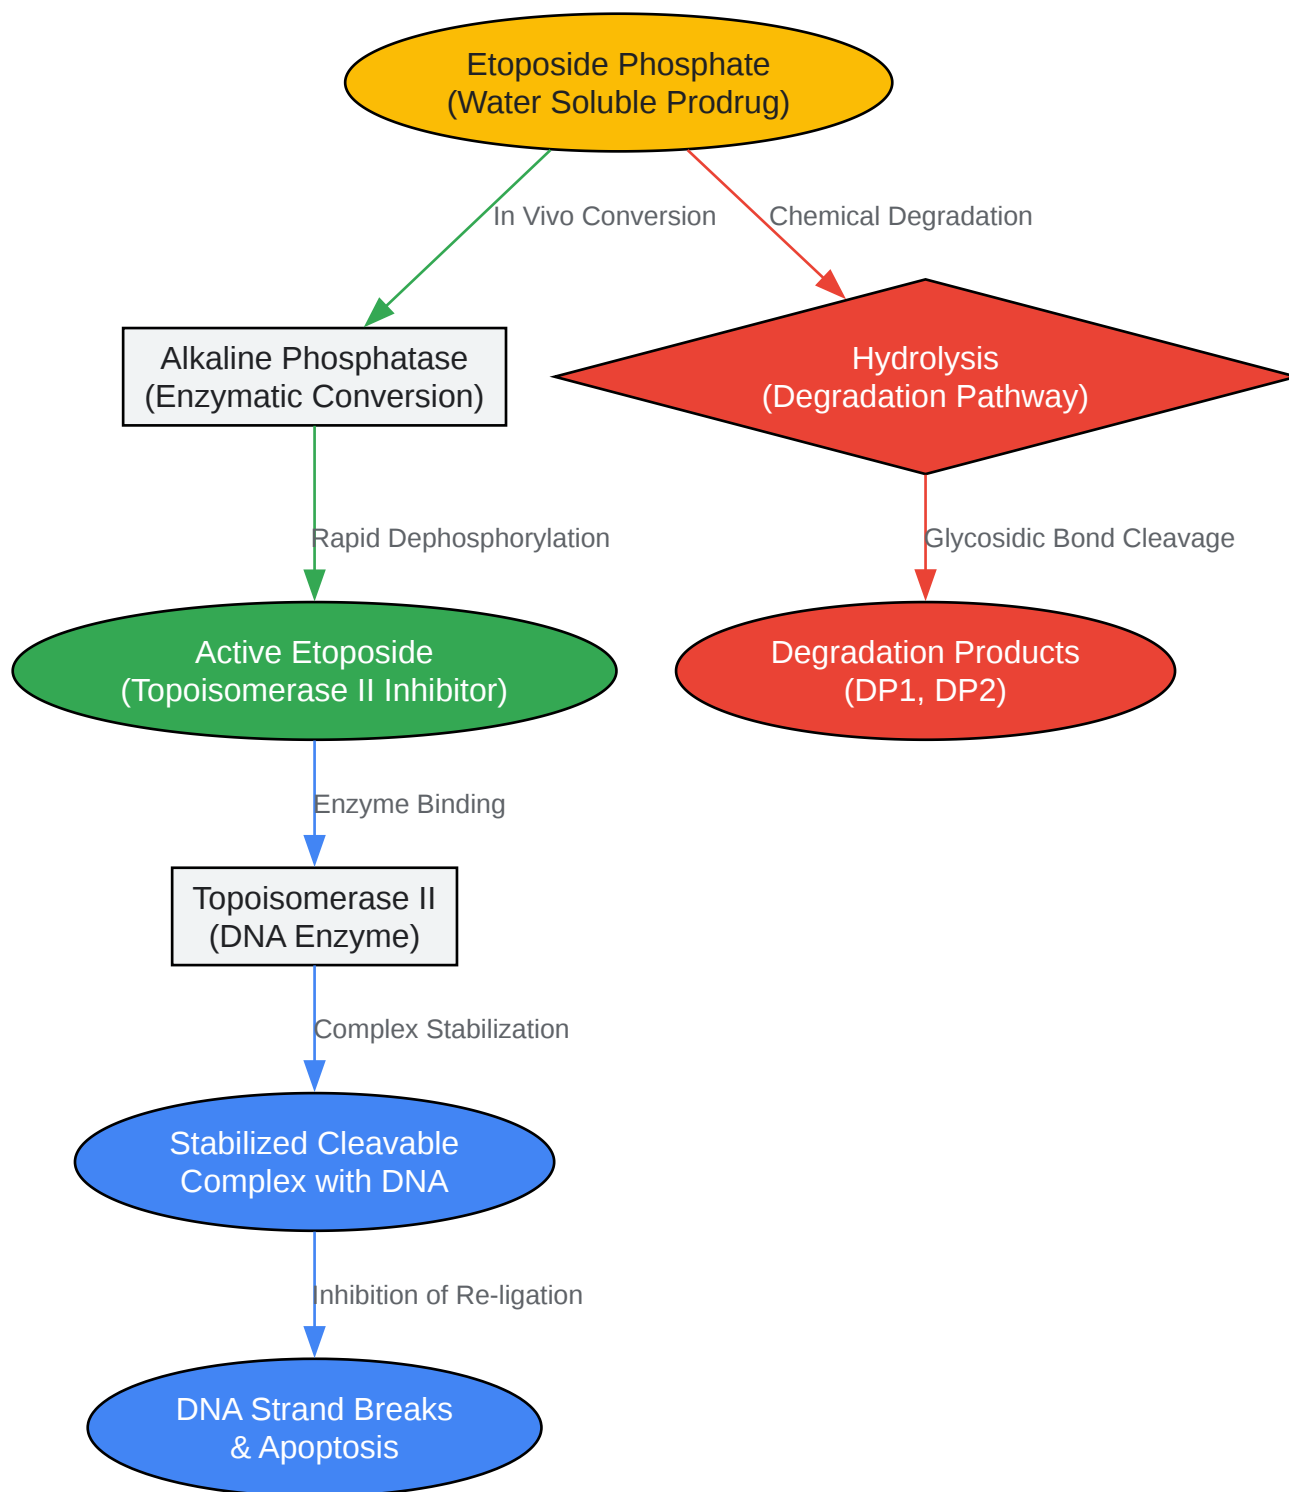 Etoposide Phosphate
(Water Soluble Prodrug)
In Vivo Conversion
Chemical Degradation
Alkaline Phosphatase
(Enzymatic Conversion)
Hydrolysis
(Degradation Pathway)
Rapid Dephosphorylation
Glycosidic Bond Cleavage
Active Etoposide
(Topoisomerase II Inhibitor)
Degradation Products
(DP1, DP2)
Enzyme Binding
Topoisomerase II
(DNA Enzyme)
Complex Stabilization
Stabilized Cleavable
Complex with DNA
Inhibition of Re-ligation
DNA Strand Breaks
& Apoptosis